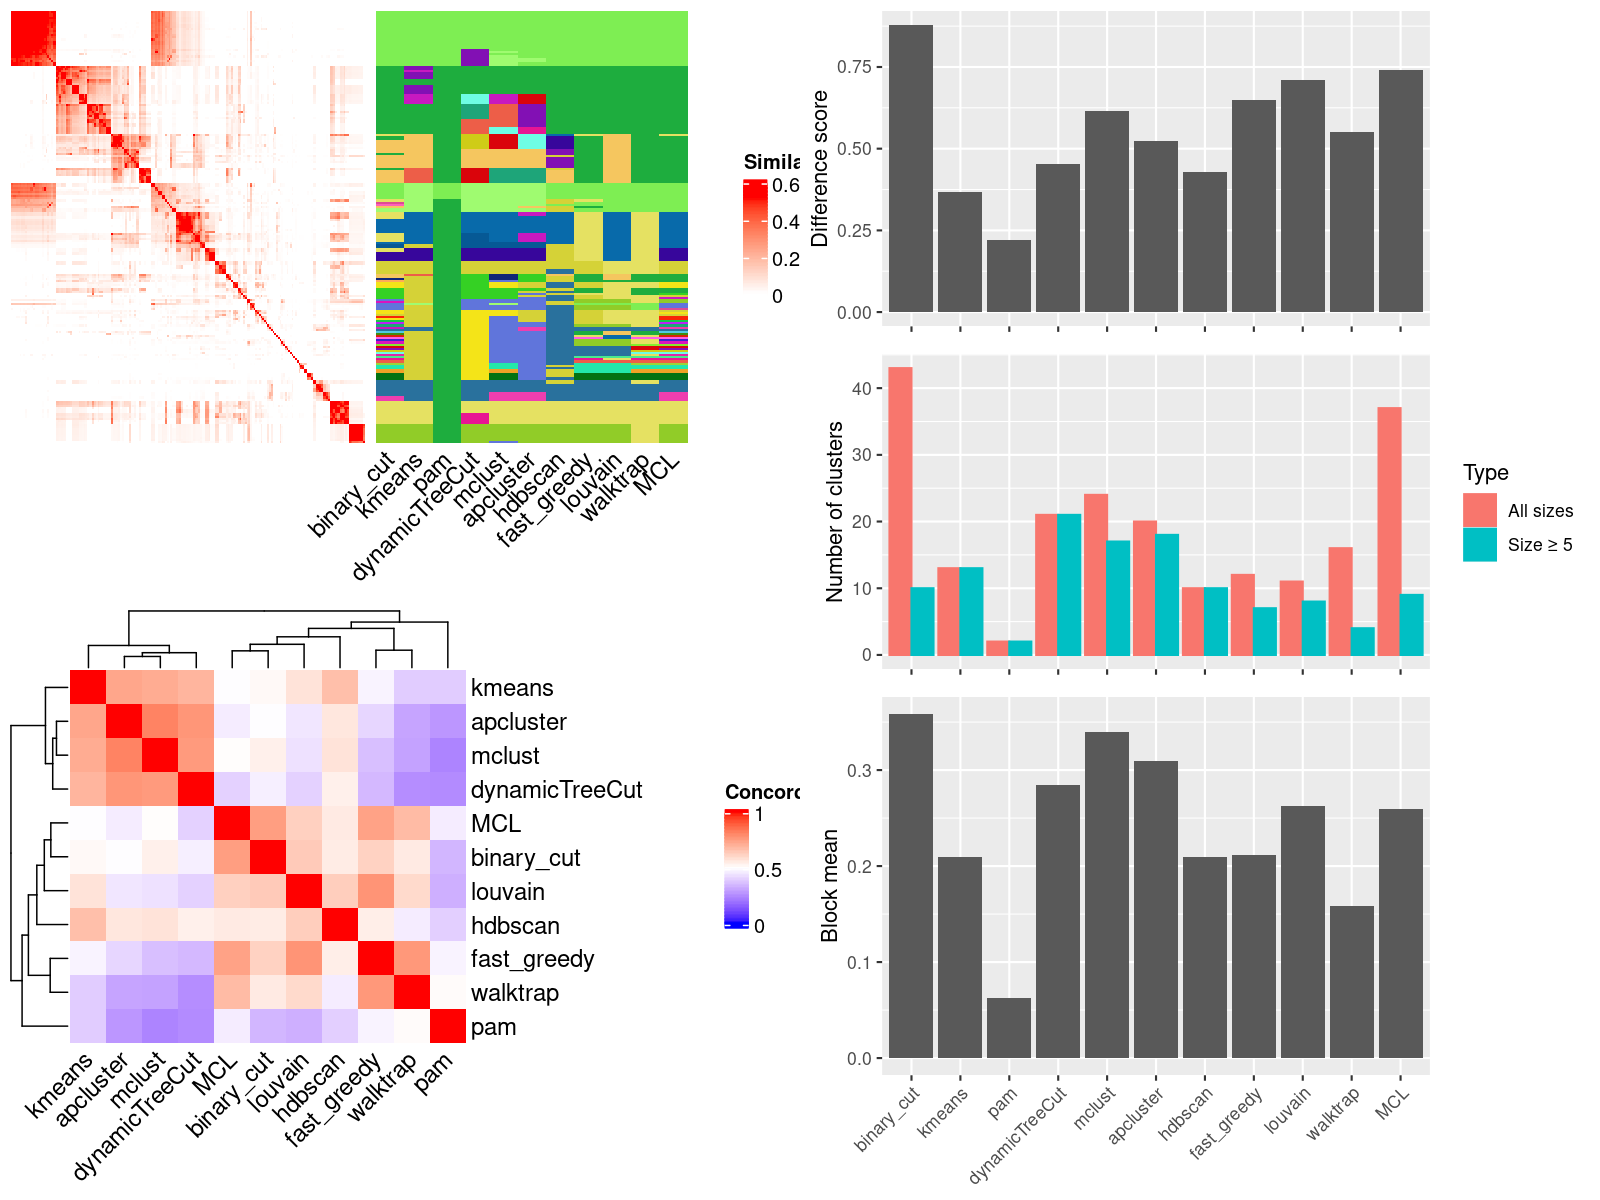 Simila
0.6
0.4
0.2
0
binary_cut
kmeans
pam
dynamicTreeCut
mclust
apcluster
hdbscan
fast_greedy
louvain
walktrap
MCL
kmeans
apcluster
mclust
dynamicTreeCut
MCL
binary_cut
louvain
hdbscan
fast_greedy
walktrap
pam
kmeans
apcluster
mclust
dynamicTreeCut
MCL
binary_cut
louvain
hdbscan
fast_greedy
walktrap
pam
Concord
1
0.5
0
Difference score
0.75
0.50
0.25
0.00
Number of clusters
40
30
20
10
0
Type
All sizes
Size ≥ 5
Block mean
0.3
0.2
0.1
0.0
binary_cut
kmeans
pam
dynamicTreeCut
mclust
apcluster
hdbscan
fast_greedy
louvain
walktrap
MCL